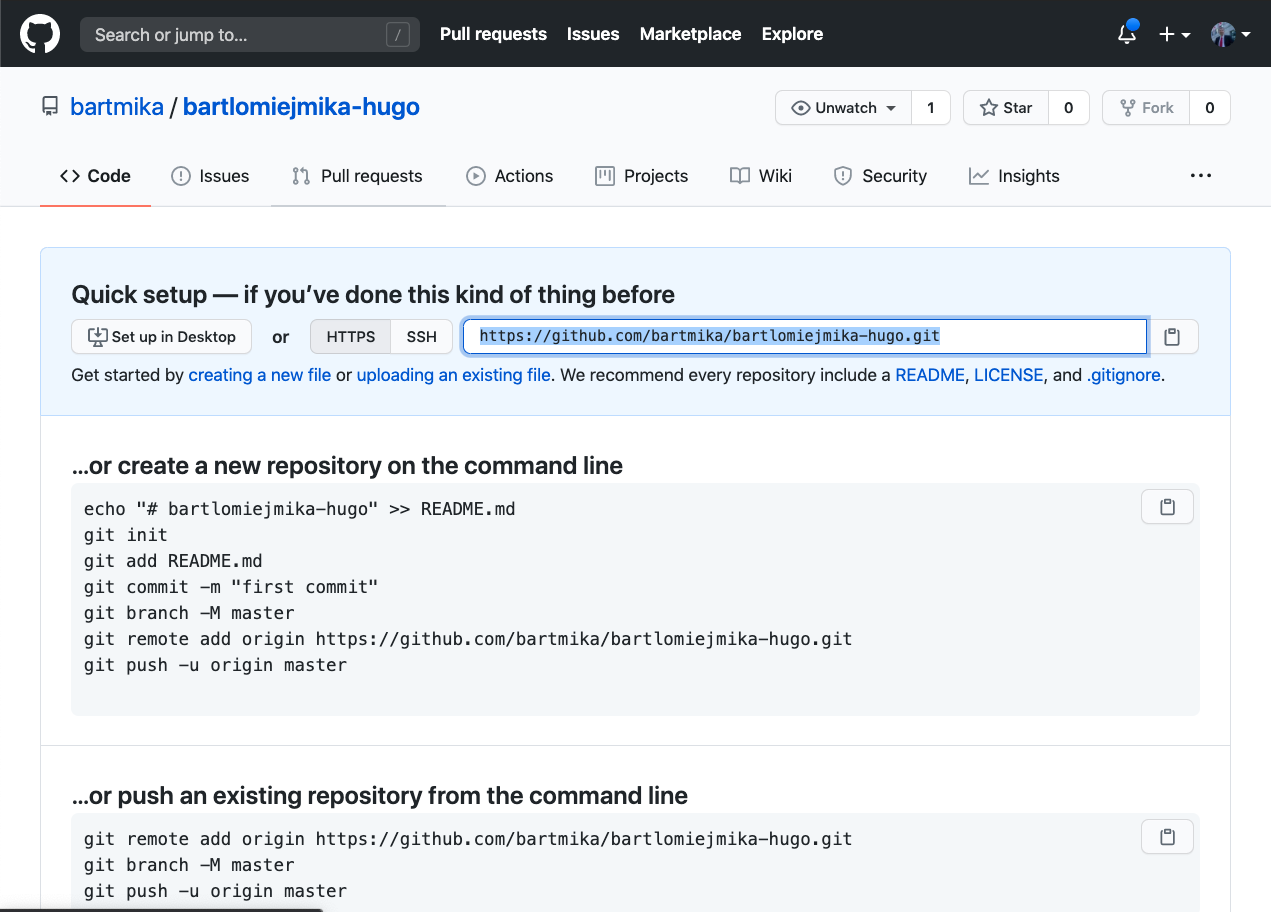 Search or jump to... / Pull requests Issues Marketplace Explore
bartmika / bartlomiejmika-hugo Unwatch 1 Star 0 Fork 0
Code Issues Pull requests Actions Projects Wiki Security Insights ...
Quick setup — if you’ve done this kind of thing before
Set up in Desktop or HTTPS SSH https://github.com/bartmika/bartlomiejmika-hugo.git
Get started by creating a new file or uploading an existing file. We recommend every repository include a README, LICENSE, and .gitignore.
…or create a new repository on the command line
echo "# bartlomiejmika-hugo" >> README.md
git init
git add README.md
git commit -m "first commit"
git branch -M master
git remote add origin https://github.com/bartmika/bartlomiejmika-hugo.git
git push -u origin master
…or push an existing repository from the command line
git remote add origin https://github.com/bartmika/bartlomiejmika-hugo.git
git branch -M master
git push -u origin master